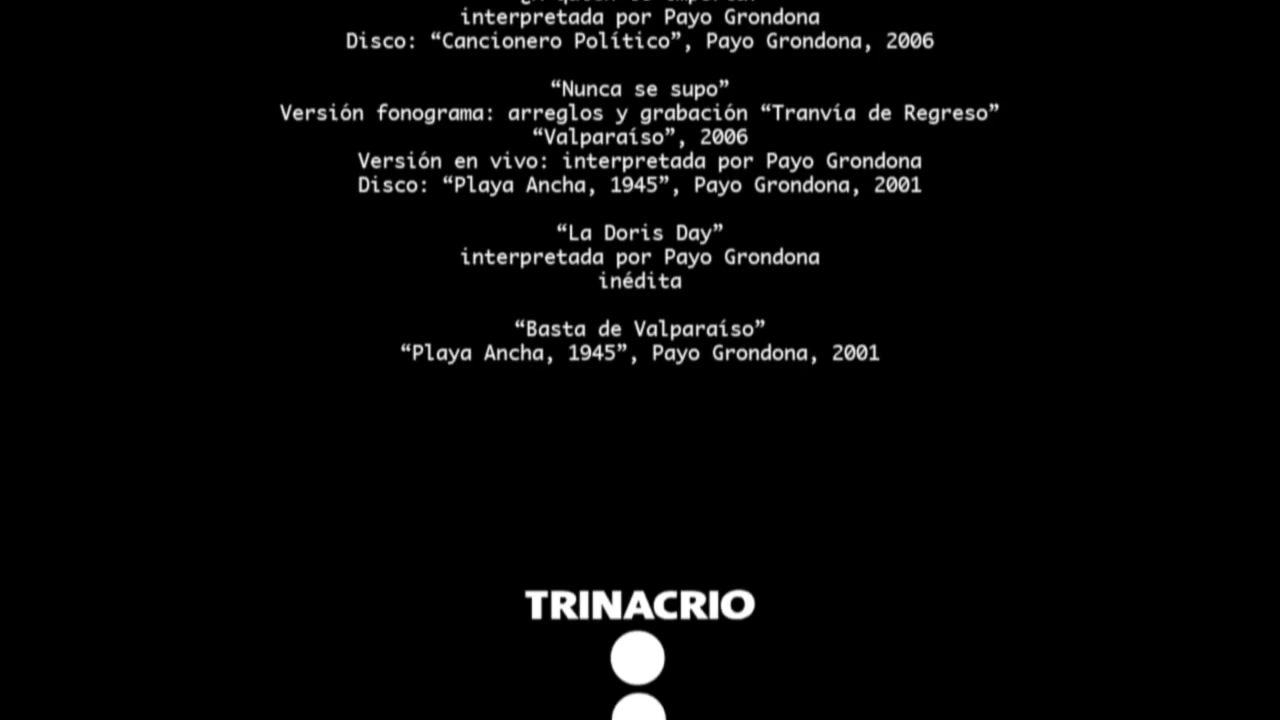 interpretada por Payo Grondona
Disco: “Cancionero Político”, Payo Grondona, 2006
“Nunca se supo”
Versión fonograma: arreglos y grabación “Tranvía de Regreso”
“Valparaíso”, 2006
Versión en vivo: interpretada por Payo Grondona
Disco: “Playa Ancha, 1945”, Payo Grondona, 2001
“La Doris Day”
interpretada por Payo Grondona
inédita
“Basta de Valparaíso”
“Playa Ancha, 1945”, Payo Grondona, 2001
TRINACRIO